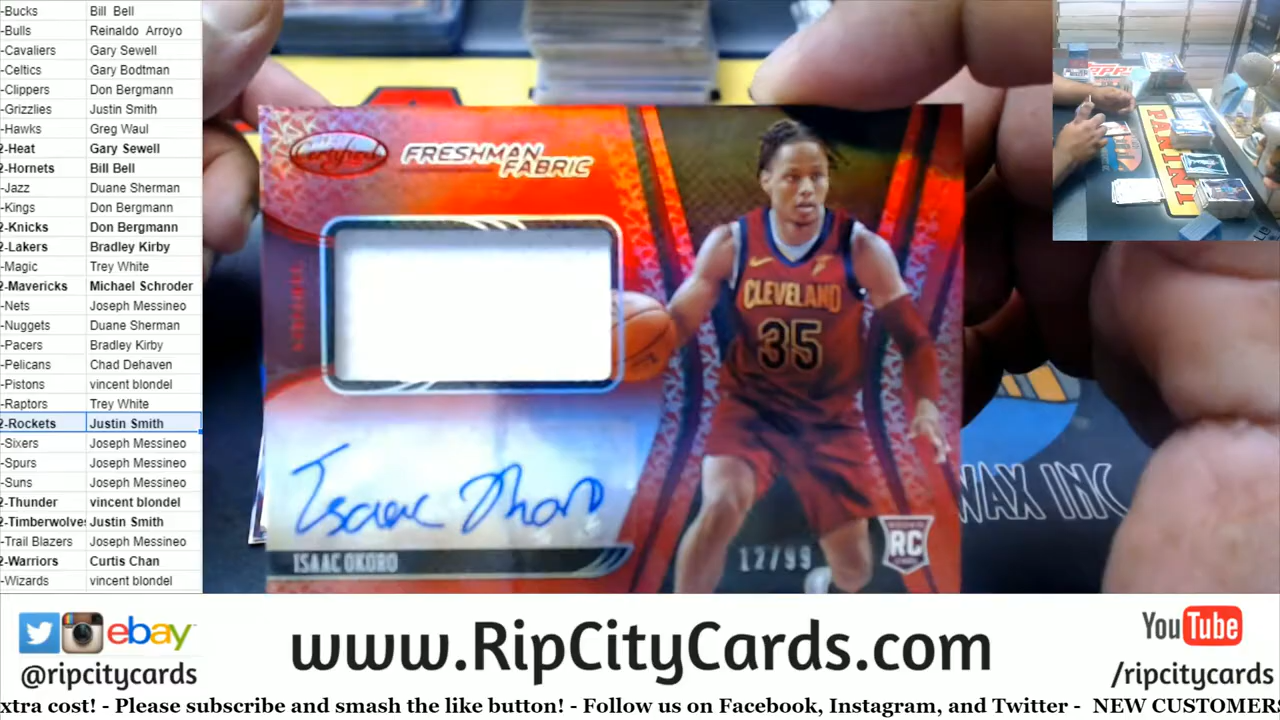 -Bucks Bill Bell
-Bulls Reinaldo Arroyo
-Cavaliers Gary Sewell
-Celtics Gary Bodtman
-Clippers Don Bergmann
-Grizzlies Justin Smith
-Hawks Greg Waul
2-Heat Gary Sewell
2-Hornets Bill Bell
-Jazz Duane Sherman
-Kings Don Bergmann
2-Knicks Don Bergmann
2-Lakers Bradley Kirby
-Magic Trey White
2-Mavericks Michael Schroder
-Nets Joseph Messineo
-Nuggets Duane Sherman
-Pacers Bradley Kirby
-Pelicans Chad Dehaven
-Pistons vincent blondel
-Raptors Trey White
2-Rockets Justin Smith
-Sixers Joseph Messineo
-Spurs Joseph Messineo
-Suns Joseph Messineo
2-Thunder vincent blondel
2-Timberwolves Justin Smith
-Trail Blazers Joseph Messineo
2-Warriors Curtis Chan
-Wizards vincent blondel
Certified
FRESHMAN
FABRIC
CLEVELAND
35
Isaac Okoro
ISAAC OKORO
12/99
RC
PANINI
WAX INC
ebay
@ripcitycards
www.RipCityCards.com
YouTube
/ripcitycards
xtra cost! - Please subscribe and smash the like button! - Follow us on Facebook, Instagram, and Twitter - NEW CUSTOMERS